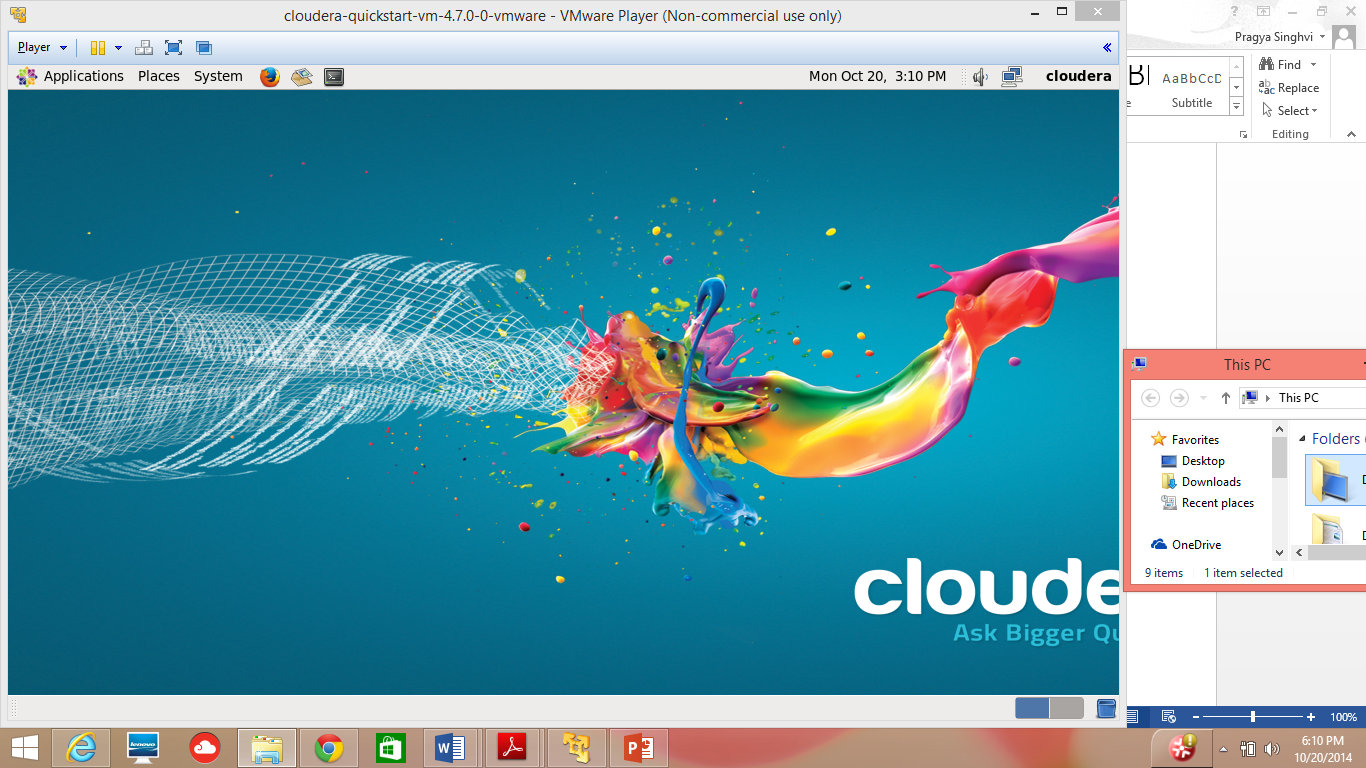 cloudera-quickstart-vm-4.7.0-0-vmware - VMware Player (Non-commercial use only)
Player
Applications Places System
Mon Oct 20, 3:10 PM
cloudera
cloude
Ask Bigger Qu
Pragya Singhvi
Find
Replace
Select
Editing
AaBbCcD
Subtitle
This PC
This PC
Favorites
Desktop
Downloads
Recent places
OneDrive
Folders (
9 items 1 item selected
100%
lenovo
6:10 PM
10/20/2014